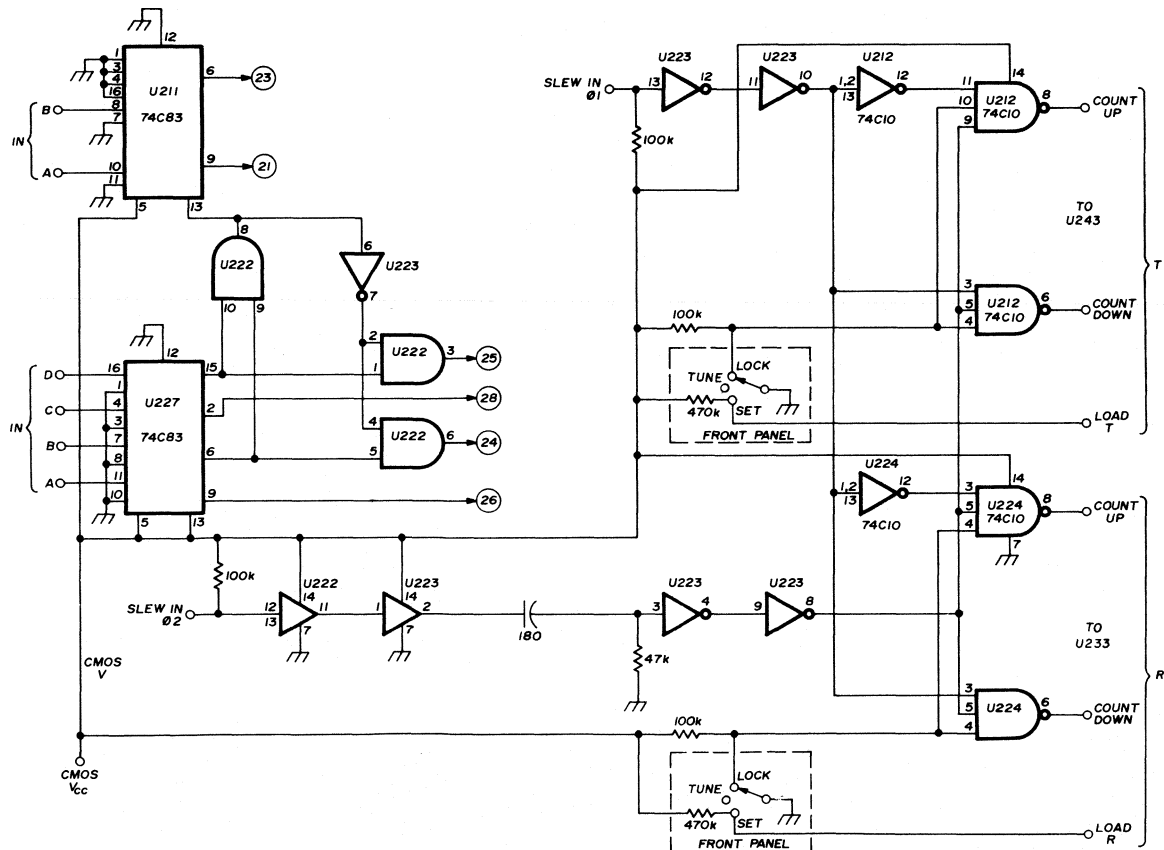 12
1
3
4
16
8
7
10
11
U211
74C83
6
9
5
13
23
21
IN
B
A
8
U222
10
9
6
U223
7
2
1
U222
3
25
28
4
5
U222
6
24
26
12
IN
D
C
B
A
16
1
4
3
7
8
11
10
U227
74C83
15
2
6
9
5
13
100k
SLEW IN
Ø2
12
13
U222
14
11
7
1
U223
14
2
7
180
47k
3
U223
4
9
U223
8
CMOS
V
CMOS
VCC
SLEW IN
Ø1
13
U223
12
11
U223
10
1,2
13
U212
12
74C10
100k
11
10
9
14
U212
74C10
8
COUNT
UP
TO
U243
T
3
5
4
U212
74C10
6
COUNT
DOWN
100k
LOCK
TUNE
470k
SET
FRONT PANEL
LOAD
T
U224
1,2
13
12
74C10
3
5
4
14
U224
74C10
8
7
COUNT
UP
TO
U233
R
3
5
4
U224
6
COUNT
DOWN
100k
LOCK
TUNE
470k
SET
FRONT PANEL
LOAD
R